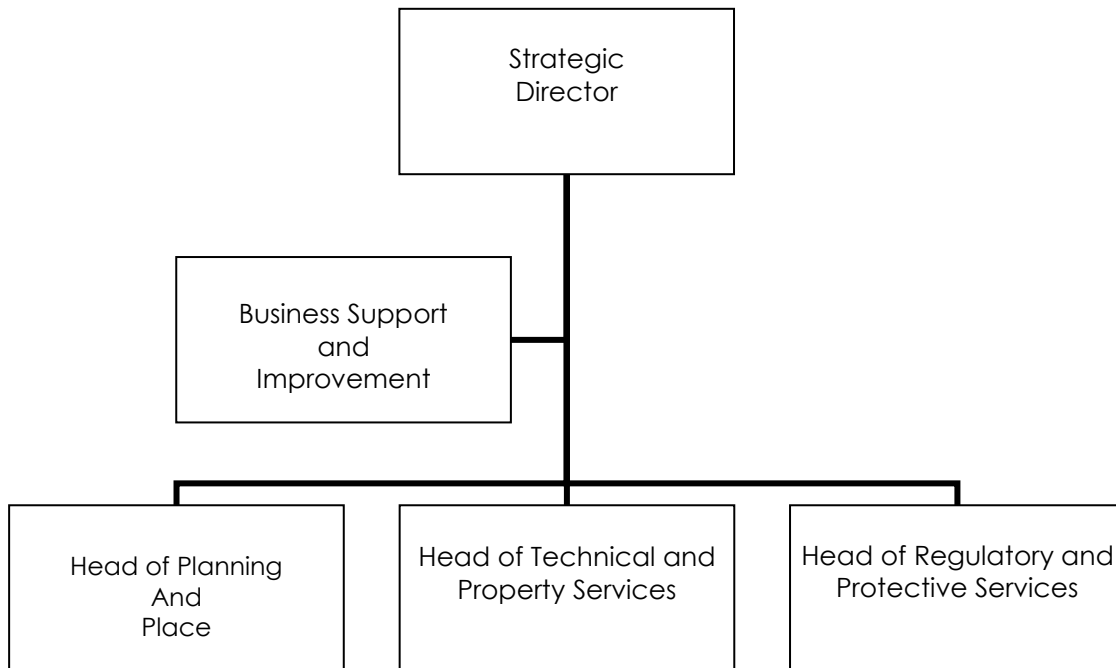 Strategic
Director
Business Support
and
Improvement
Head of Planning
And
Place
Head of Technical and
Property Services
Head of Regulatory and
Protective Services